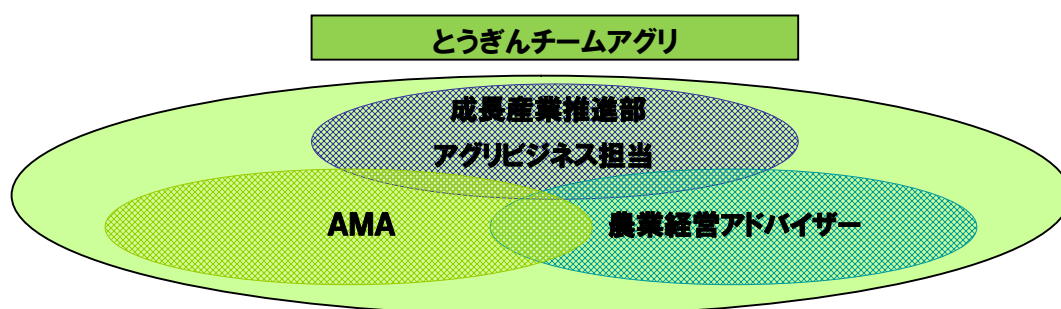 とうぎんチームアグリ
成長産業推進部
アグリビジネス担当
AMA
農業経営アドバイザー